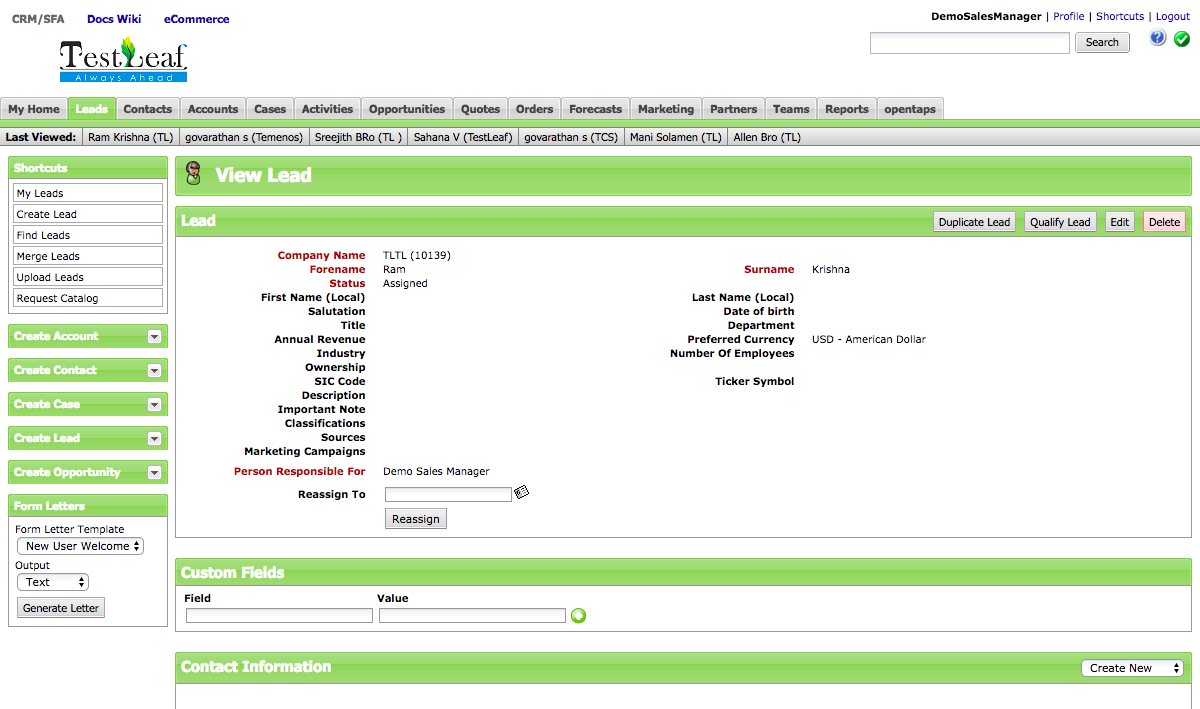 CRM/SFA Docs Wiki eCommerce
DemoSalesManager | Profile | Shortcuts | Logout
TestLeaf
Always Ahead
Search
My Home Leads Contacts Accounts Cases Activities Opportunities Quotes Orders Forecasts Marketing Partners Teams Reports opentaps
Last Viewed: Ram Krishna (TL) govarathan s (Temenos) Sreejith BRo (TL ) Sahana V (TestLeaf) govarathan s (TCS) Mani Solamen (TL) Allen Bro (TL)
Shortcuts
My Leads
Create Lead
Find Leads
Merge Leads
Upload Leads
Request Catalog
Create Account
Create Contact
Create Case
Create Lead
Create Opportunity
Form Letters
Form Letter Template
New User Welcome
Output
Text
Generate Letter
View Lead
Lead
Duplicate Lead Qualify Lead Edit Delete
Company Name TLTL (10139)
Forename Ram Surname Krishna
Status Assigned
First Name (Local) Last Name (Local)
Salutation Date of birth
Title Department
Annual Revenue Preferred Currency USD - American Dollar
Industry Number Of Employees
Ownership
SIC Code Ticker Symbol
Description
Important Note
Classifications
Sources
Marketing Campaigns
Person Responsible For Demo Sales Manager
Reassign To
Reassign
Custom Fields
Field Value
Contact Information
Create New